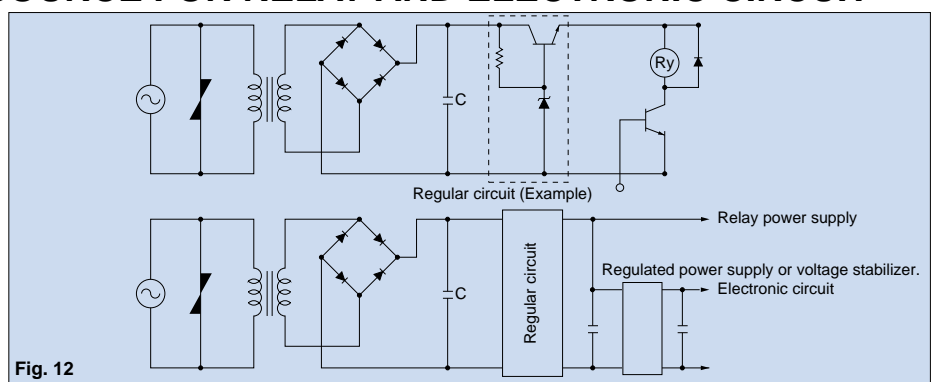 Ry
C
Regular circuit (Example)
Relay power supply
Regulated power supply or voltage stabilizer.
Electronic circuit
C
Regular circuit
Fig. 12